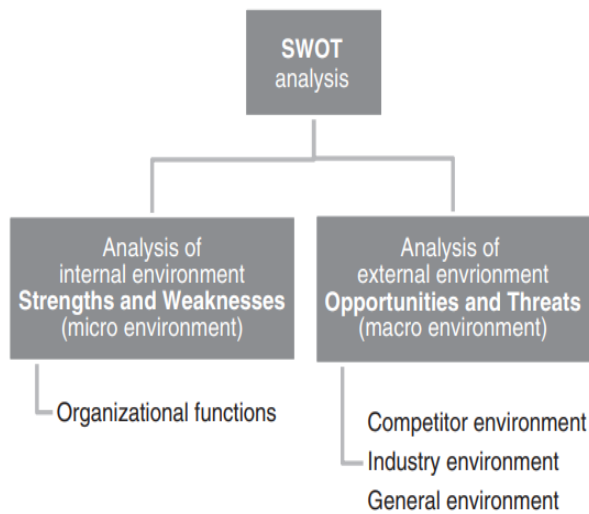 SWOT
analysis
Analysis of
internal environment
Strengths and Weaknesses
(micro environment)
Analysis of
external envrionment
Opportunities and Threats
(macro environment)
Organizational functions
Competitor environment
Industry environment
General environment